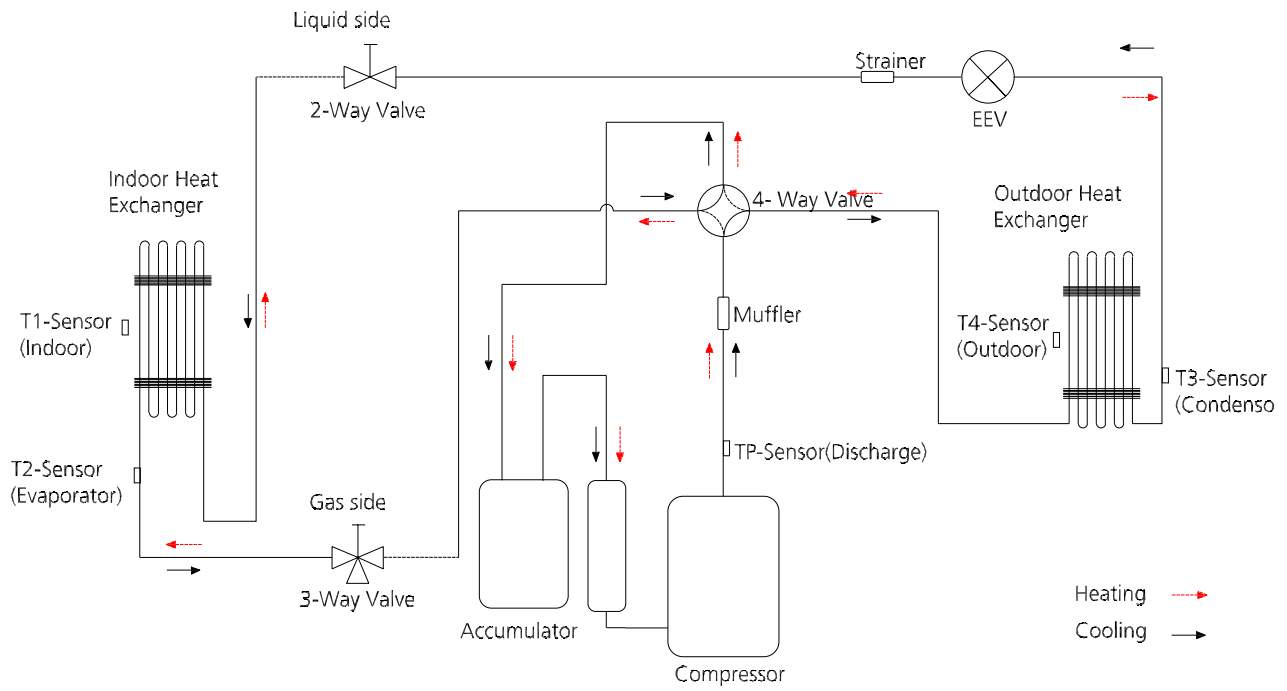 Liquid side
2-Way Valve
Strainer
EEV
Indoor Heat
Exchanger
4- Way Valve
Outdoor Heat
Exchanger
T1-Sensor
(Indoor)
Muffler
T4-Sensor
(Outdoor)
T3-Sensor
(Condenso
T2-Sensor
(Evaporator)
TP-Sensor(Discharge)
Gas side
3-Way Valve
Accumulator
Compressor
Heating
Cooling